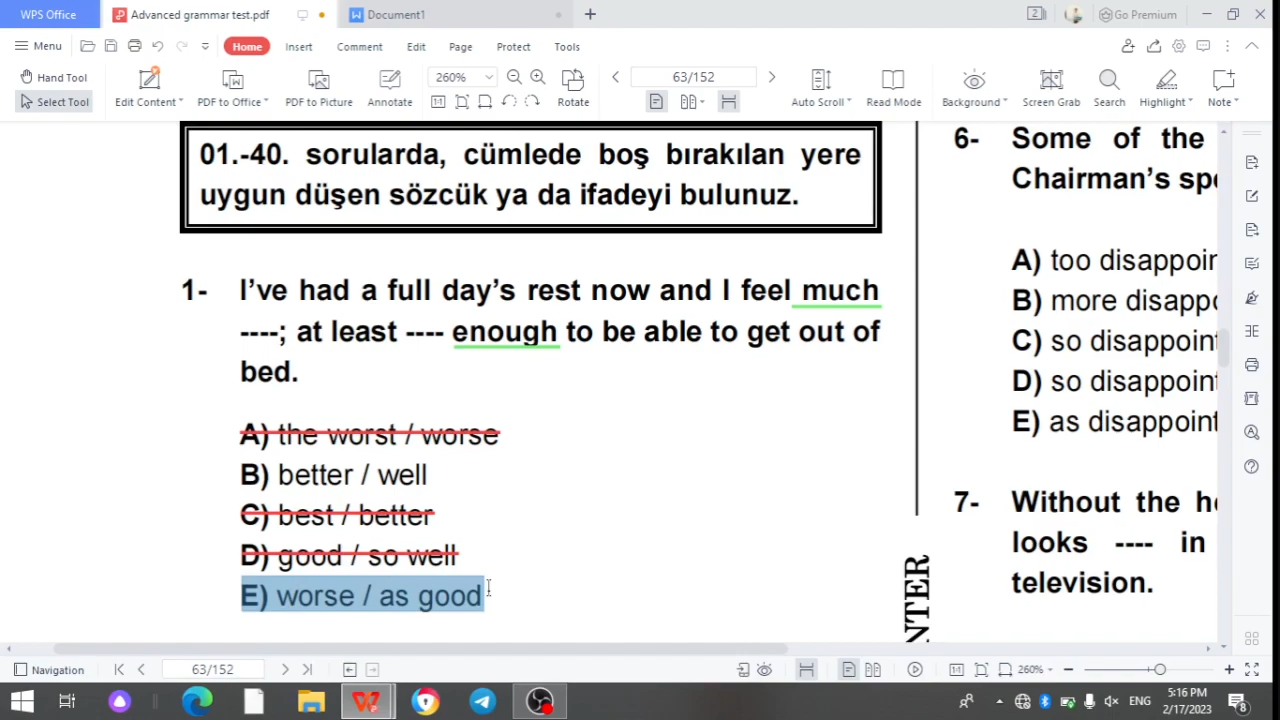 WPS Office
Advanced grammar test.pdf
Document1
2
Go Premium
Menu
Home
Insert
Comment
Edit
Page
Protect
Tools
Hand Tool
Select Tool
Edit Content
PDF to Office
PDF to Picture
Annotate
260%
Rotate
63/152
Auto Scroll
Read Mode
Background
Screen Grab
Search
Highlight
Note
01.-40. sorularda, cümlede boş bırakılan yere
uygun düşen sözcük ya da ifadeyi bulunuz.
1- I've had a full day's rest now and I feel much
----; at least ---- enough to be able to get out of
bed.
A) the worst / worse
B) better / well
C) best / better
D) good / so well
E) worse / as good
NTER
6- Some of the
Chairman's spe
A) too disappoin
B) more disappo
C) so disappoint
D) so disappoint
E) as disappoint
7- Without the he
looks ---- in
television.
Navigation
63/152
260%
ENG
5:16 PM
2/17/2023
8